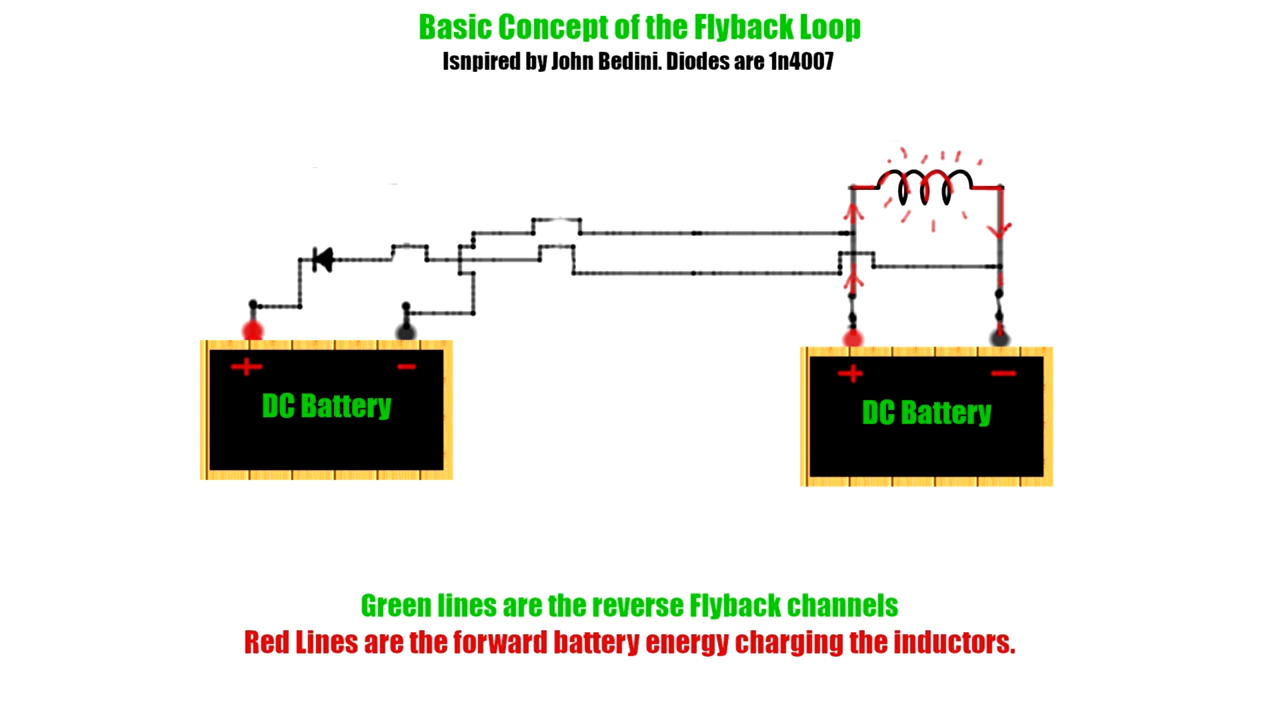 Basic Concept of the Flyback Loop
Isnpired by John Bedini. Diodes are 1n4007
+ −
DC Battery
+ −
DC Battery
Green lines are the reverse Flyback channels
Red Lines are the forward battery energy charging the inductors.